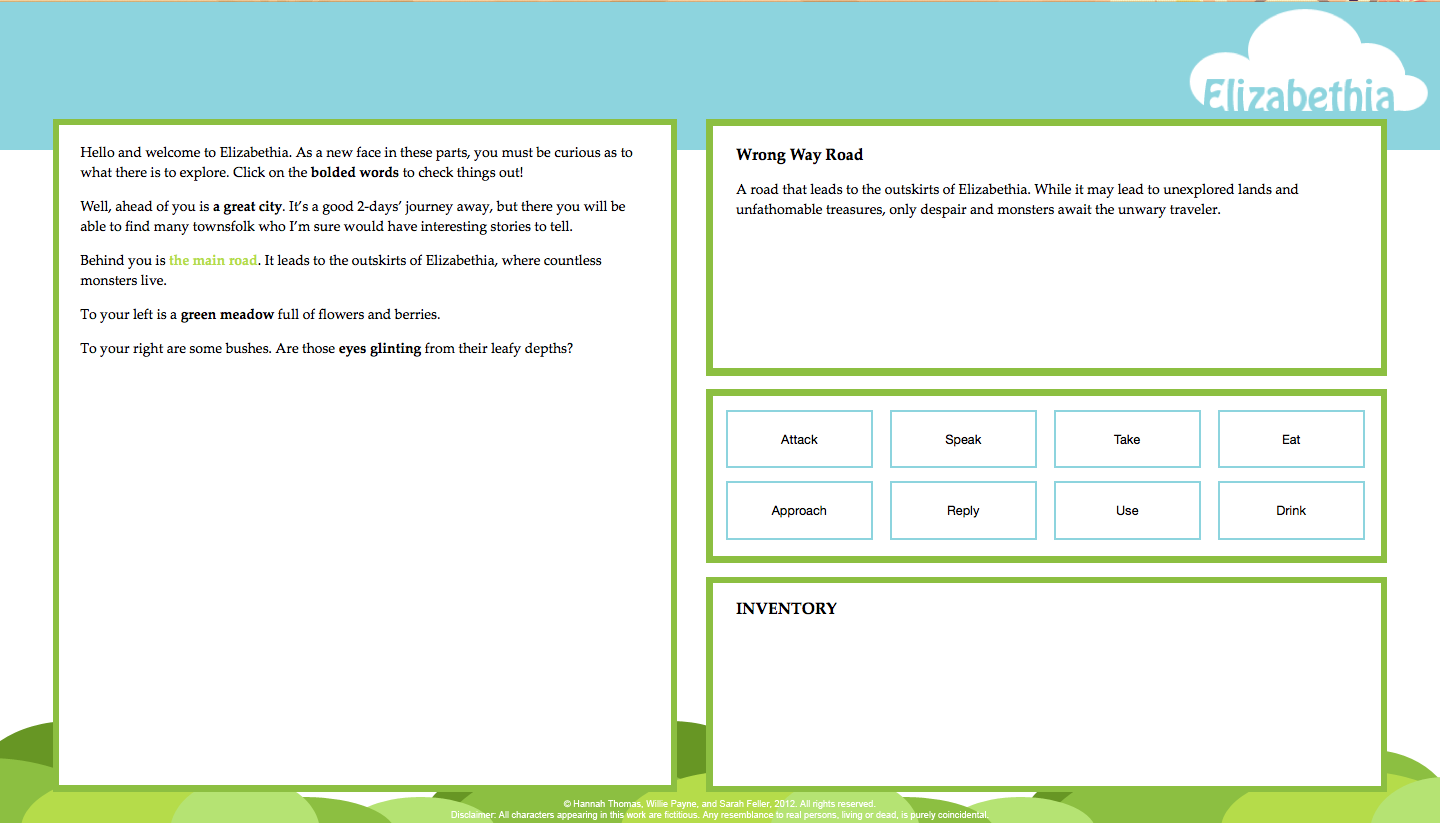 Elizabethia
Hello and welcome to Elizabethia. As a new face in these parts, you must be curious as to
what there is to explore. Click on the bolded words to check things out!
Well, ahead of you is a great city. It’s a good 2-days’ journey away, but there you will be
able to find many townsfolk who I’m sure would have interesting stories to tell.
Behind you is the main road. It leads to the outskirts of Elizabethia, where countless
monsters live.
To your left is a green meadow full of flowers and berries.
To your right are some bushes. Are those eyes glinting from their leafy depths?
Wrong Way Road
A road that leads to the outskirts of Elizabethia. While it may lead to unexplored lands and
unfathomable treasures, only despair and monsters await the unwary traveler.
Attack Speak Take Eat
Approach Reply Use Drink
INVENTORY
© Hannah Thomas, Willie Payne, and Sarah Feller, 2012. All rights reserved.
Disclaimer: All characters appearing in this work are fictitious. Any resemblance to real persons, living or dead, is purely coincidental.